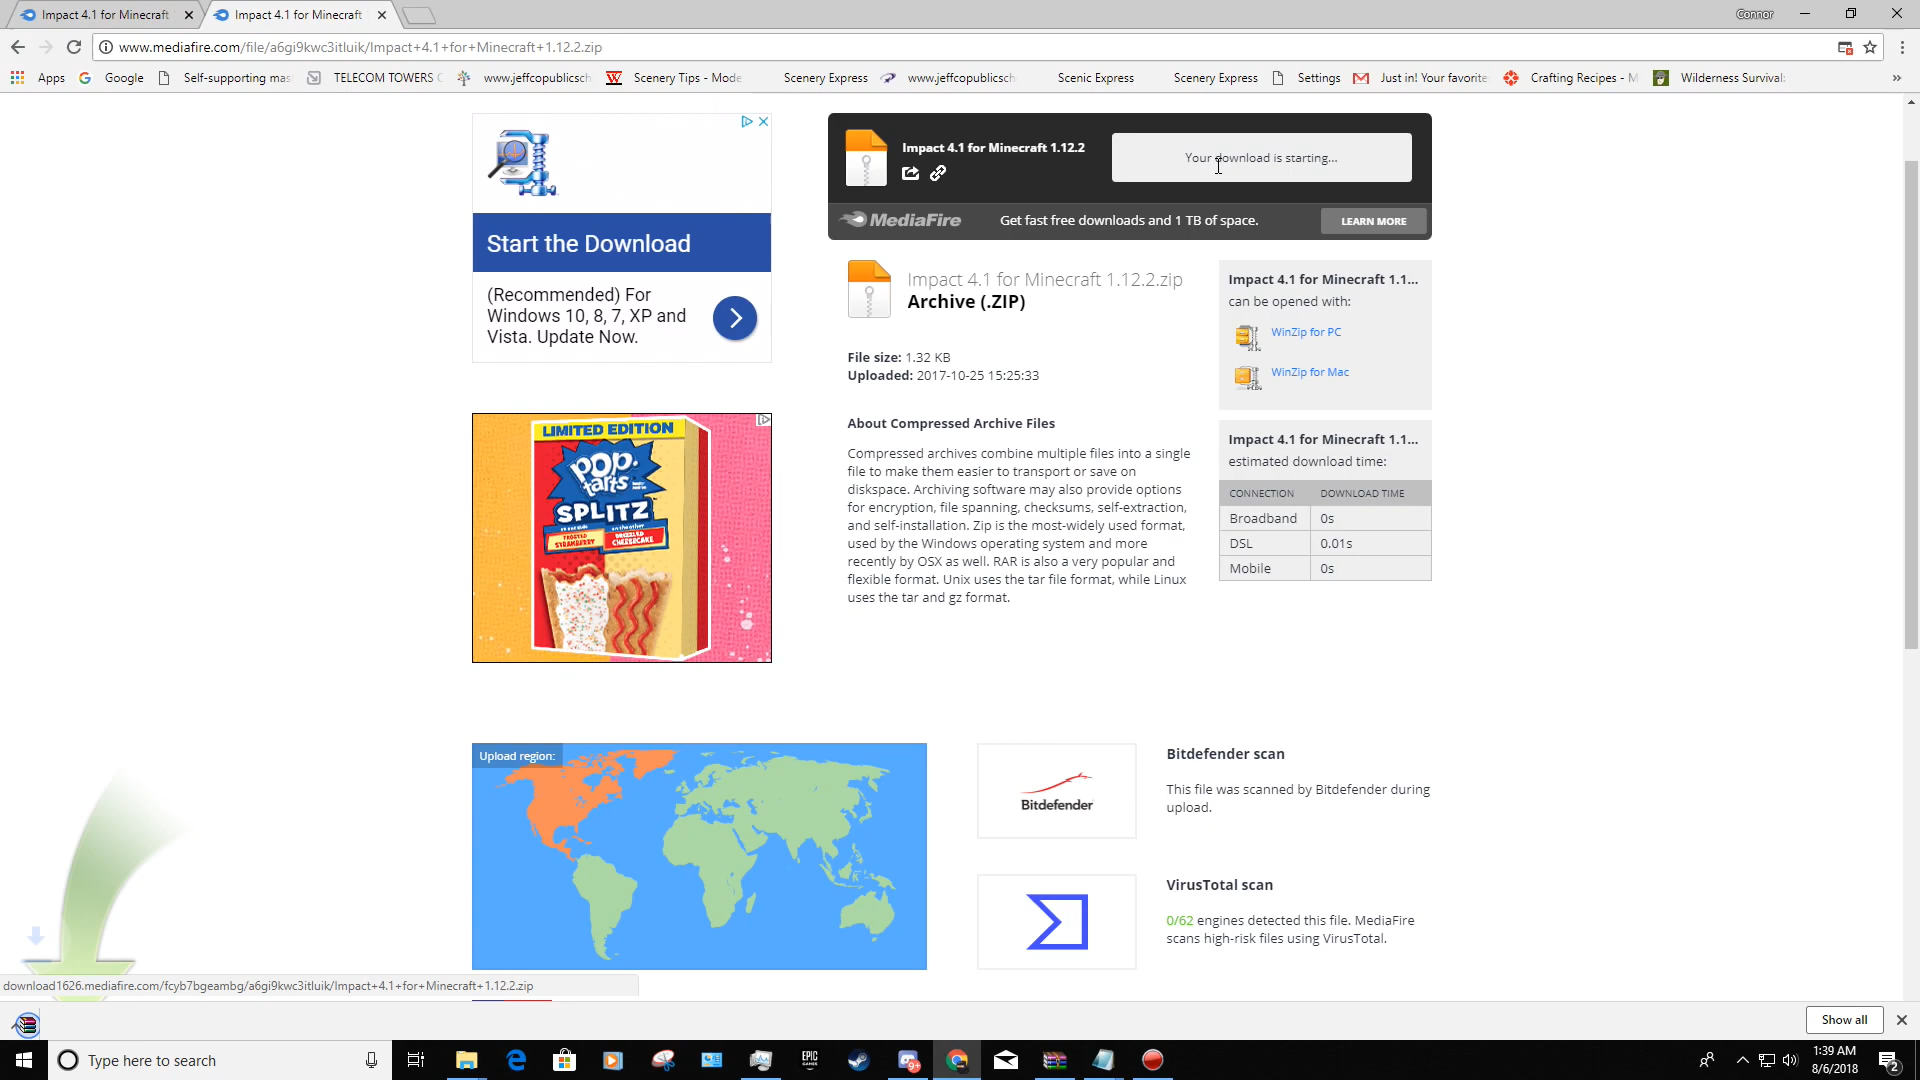 Impact 4.1 for Minecraft
Impact 4.1 for Minecraft
Connor
www.mediafire.com/file/a6gi9kwc3itluik/Impact+4.1+for+Minecraft+1.12.2.zip
Apps
Google
Self-supporting mas
TELECOM TOWERS C
www.jeffcopublicsch
Scenery Tips - Mode
Scenery Express
www.jeffcopublicsch
Scenic Express
Scenery Express
Settings
Just in! Your favorite
Crafting Recipes - M
Wilderness Survival:
»
Start the Download
(Recommended) For
Windows 10, 8, 7, XP and
Vista. Update Now.
LIMITED EDITION
pop.
tarts
SPLITZ
FROSTED
STRAWBERRY
DRIZZLED
CHEESECAKE
Impact 4.1 for Minecraft 1.12.2
Your download is starting...
MediaFire
Get fast free downloads and 1 TB of space.
LEARN MORE
Impact 4.1 for Minecraft 1.12.2.zip
Archive (.ZIP)
File size: 1.32 KB
Uploaded: 2017-10-25 15:25:33
About Compressed Archive Files
Compressed archives combine multiple files into a single
file to make them easier to transport or save on
diskspace. Archiving software may also provide options
for encryption, file spanning, checksums, self-extraction,
and self-installation. Zip is the most-widely used format,
used by the Windows operating system and more
recently by OSX as well. RAR is also a very popular and
flexible format. Unix uses the tar file format, while Linux
uses the tar and gz format.
Impact 4.1 for Minecraft 1.1...
can be opened with:
WinZip for PC
WinZip for Mac
Impact 4.1 for Minecraft 1.1...
estimated download time:
CONNECTION DOWNLOAD TIME
Broadband 0s
DSL 0.01s
Mobile 0s
Upload region:
Bitdefender
Bitdefender scan
This file was scanned by Bitdefender during
upload.
VirusTotal scan
0/62 engines detected this file. MediaFire
scans high-risk files using VirusTotal.
download1626.mediafire.com/fcyb7bgeambg/a6gi9kwc3itluik/Impact+4.1+for+Minecraft+1.12.2.zip
Show all
Type here to search
EPIC
GAMES
9+
1:39 AM
8/6/2018
2